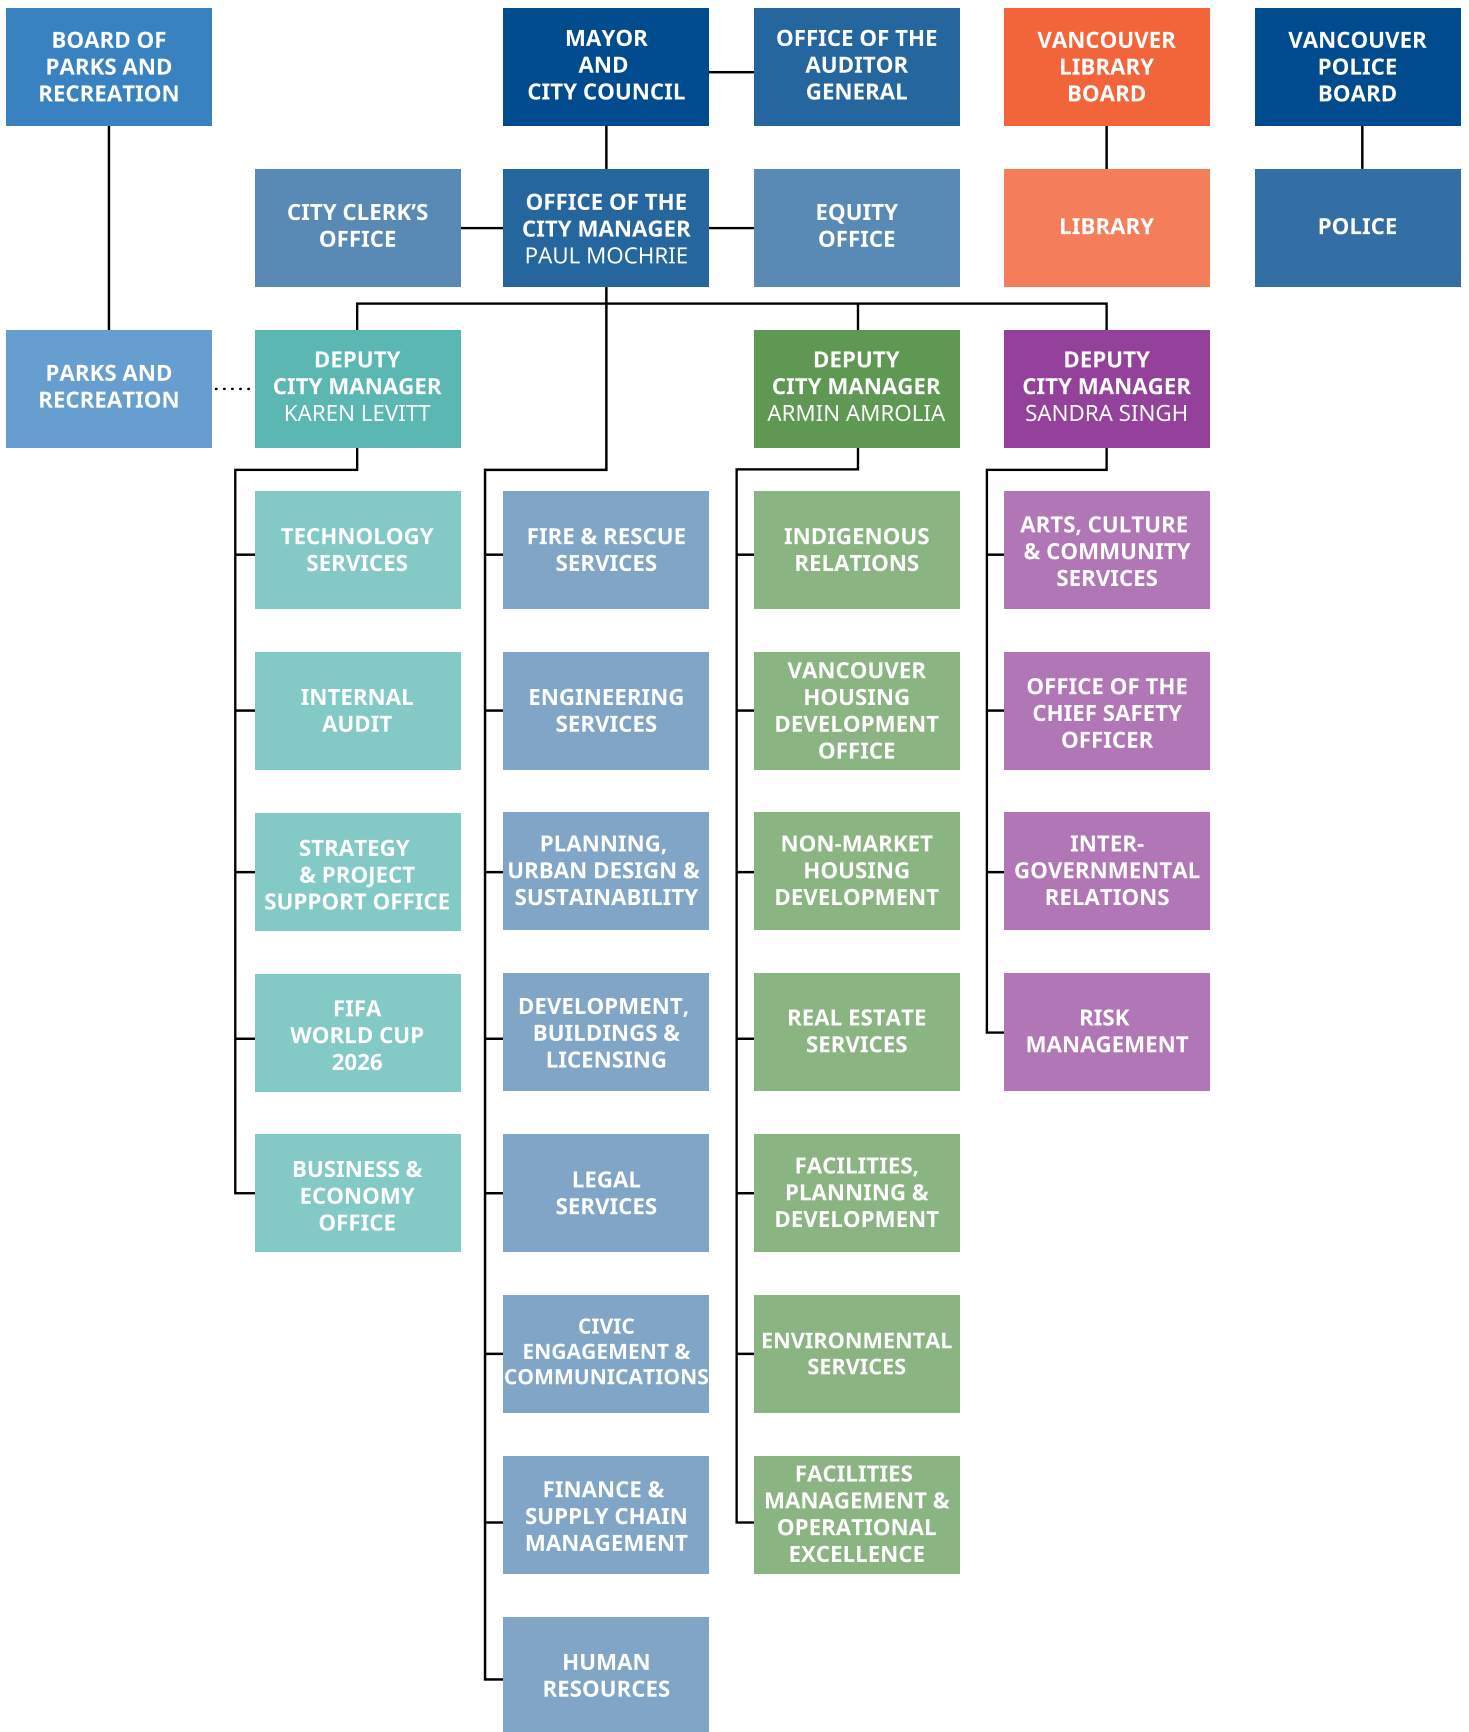 BOARD OF
PARKS AND
RECREATION
MAYOR
AND
CITY COUNCIL
OFFICE OF THE
AUDITOR
GENERAL
VANCOUVER
LIBRARY
BOARD
VANCOUVER
POLICE
BOARD
CITY CLERK’S
OFFICE
OFFICE OF THE
CITY MANAGER
PAUL MOCHRIE
EQUITY
OFFICE
LIBRARY
POLICE
PARKS AND
RECREATION
DEPUTY
CITY MANAGER
KAREN LEVITT
DEPUTY
CITY MANAGER
ARMIN AMROLIA
DEPUTY
CITY MANAGER
SANDRA SINGH
TECHNOLOGY
SERVICES
FIRE & RESCUE
SERVICES
INDIGENOUS
RELATIONS
ARTS, CULTURE
& COMMUNITY
SERVICES
INTERNAL
AUDIT
ENGINEERING
SERVICES
VANCOUVER
HOUSING
DEVELOPMENT
OFFICE
OFFICE OF THE
CHIEF SAFETY
OFFICER
STRATEGY
& PROJECT
SUPPORT OFFICE
PLANNING,
URBAN DESIGN &
SUSTAINABILITY
NON-MARKET
HOUSING
DEVELOPMENT
INTER-
GOVERNMENTAL
RELATIONS
FIFA
WORLD CUP
2026
DEVELOPMENT,
BUILDINGS &
LICENSING
REAL ESTATE
SERVICES
RISK
MANAGEMENT
BUSINESS &
ECONOMY
OFFICE
LEGAL
SERVICES
FACILITIES,
PLANNING &
DEVELOPMENT
CIVIC
ENGAGEMENT &
COMMUNICATIONS
ENVIRONMENTAL
SERVICES
FINANCE &
SUPPLY CHAIN
MANAGEMENT
FACILITIES
MANAGEMENT &
OPERATIONAL
EXCELLENCE
HUMAN
RESOURCES